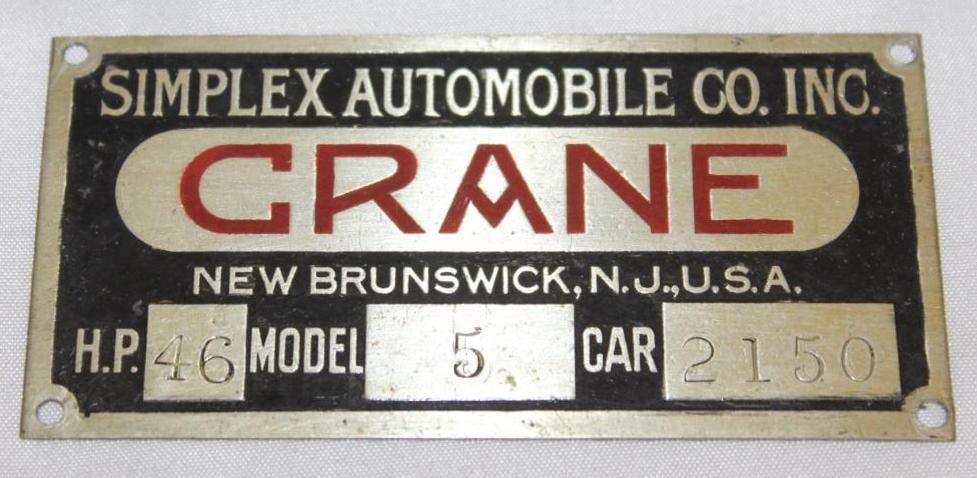 SIMPLEX AUTOMOBILE CO. INC.
CRANE
NEW BRUNSWICK, N.J., U.S.A.
H.P. 46 MODEL 5 CAR 2150